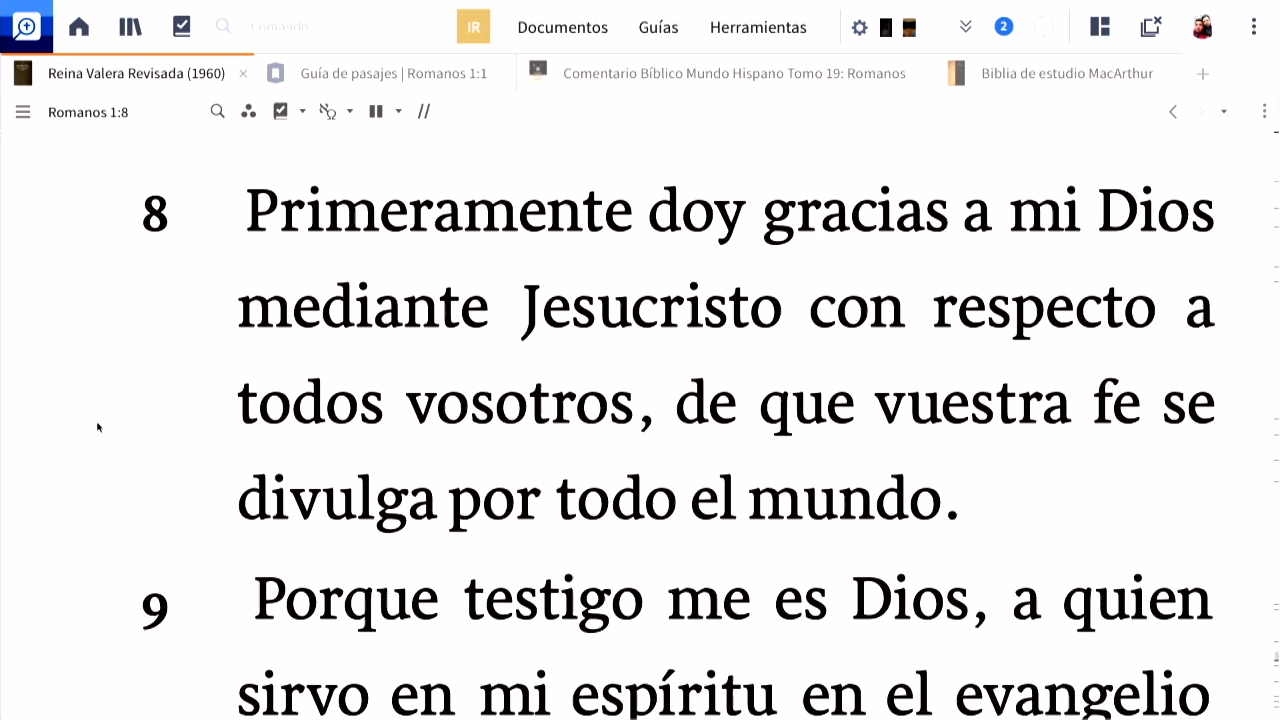 Comando
IR
Documentos
Guías
Herramientas
2
Reina Valera Revisada (1960)
Guía de pasajes | Romanos 1:1
Comentario Bíblico Mundo Hispano Tomo 19: Romanos
Biblia de estudio MacArthur
Romanos 1:8
8 Primeramente doy gracias a mi Dios
mediante Jesucristo con respecto a
todos vosotros, de que vuestra fe se
divulga por todo el mundo.
9 Porque testigo me es Dios, a quien
sirvo en mi espíritu en el evangelio